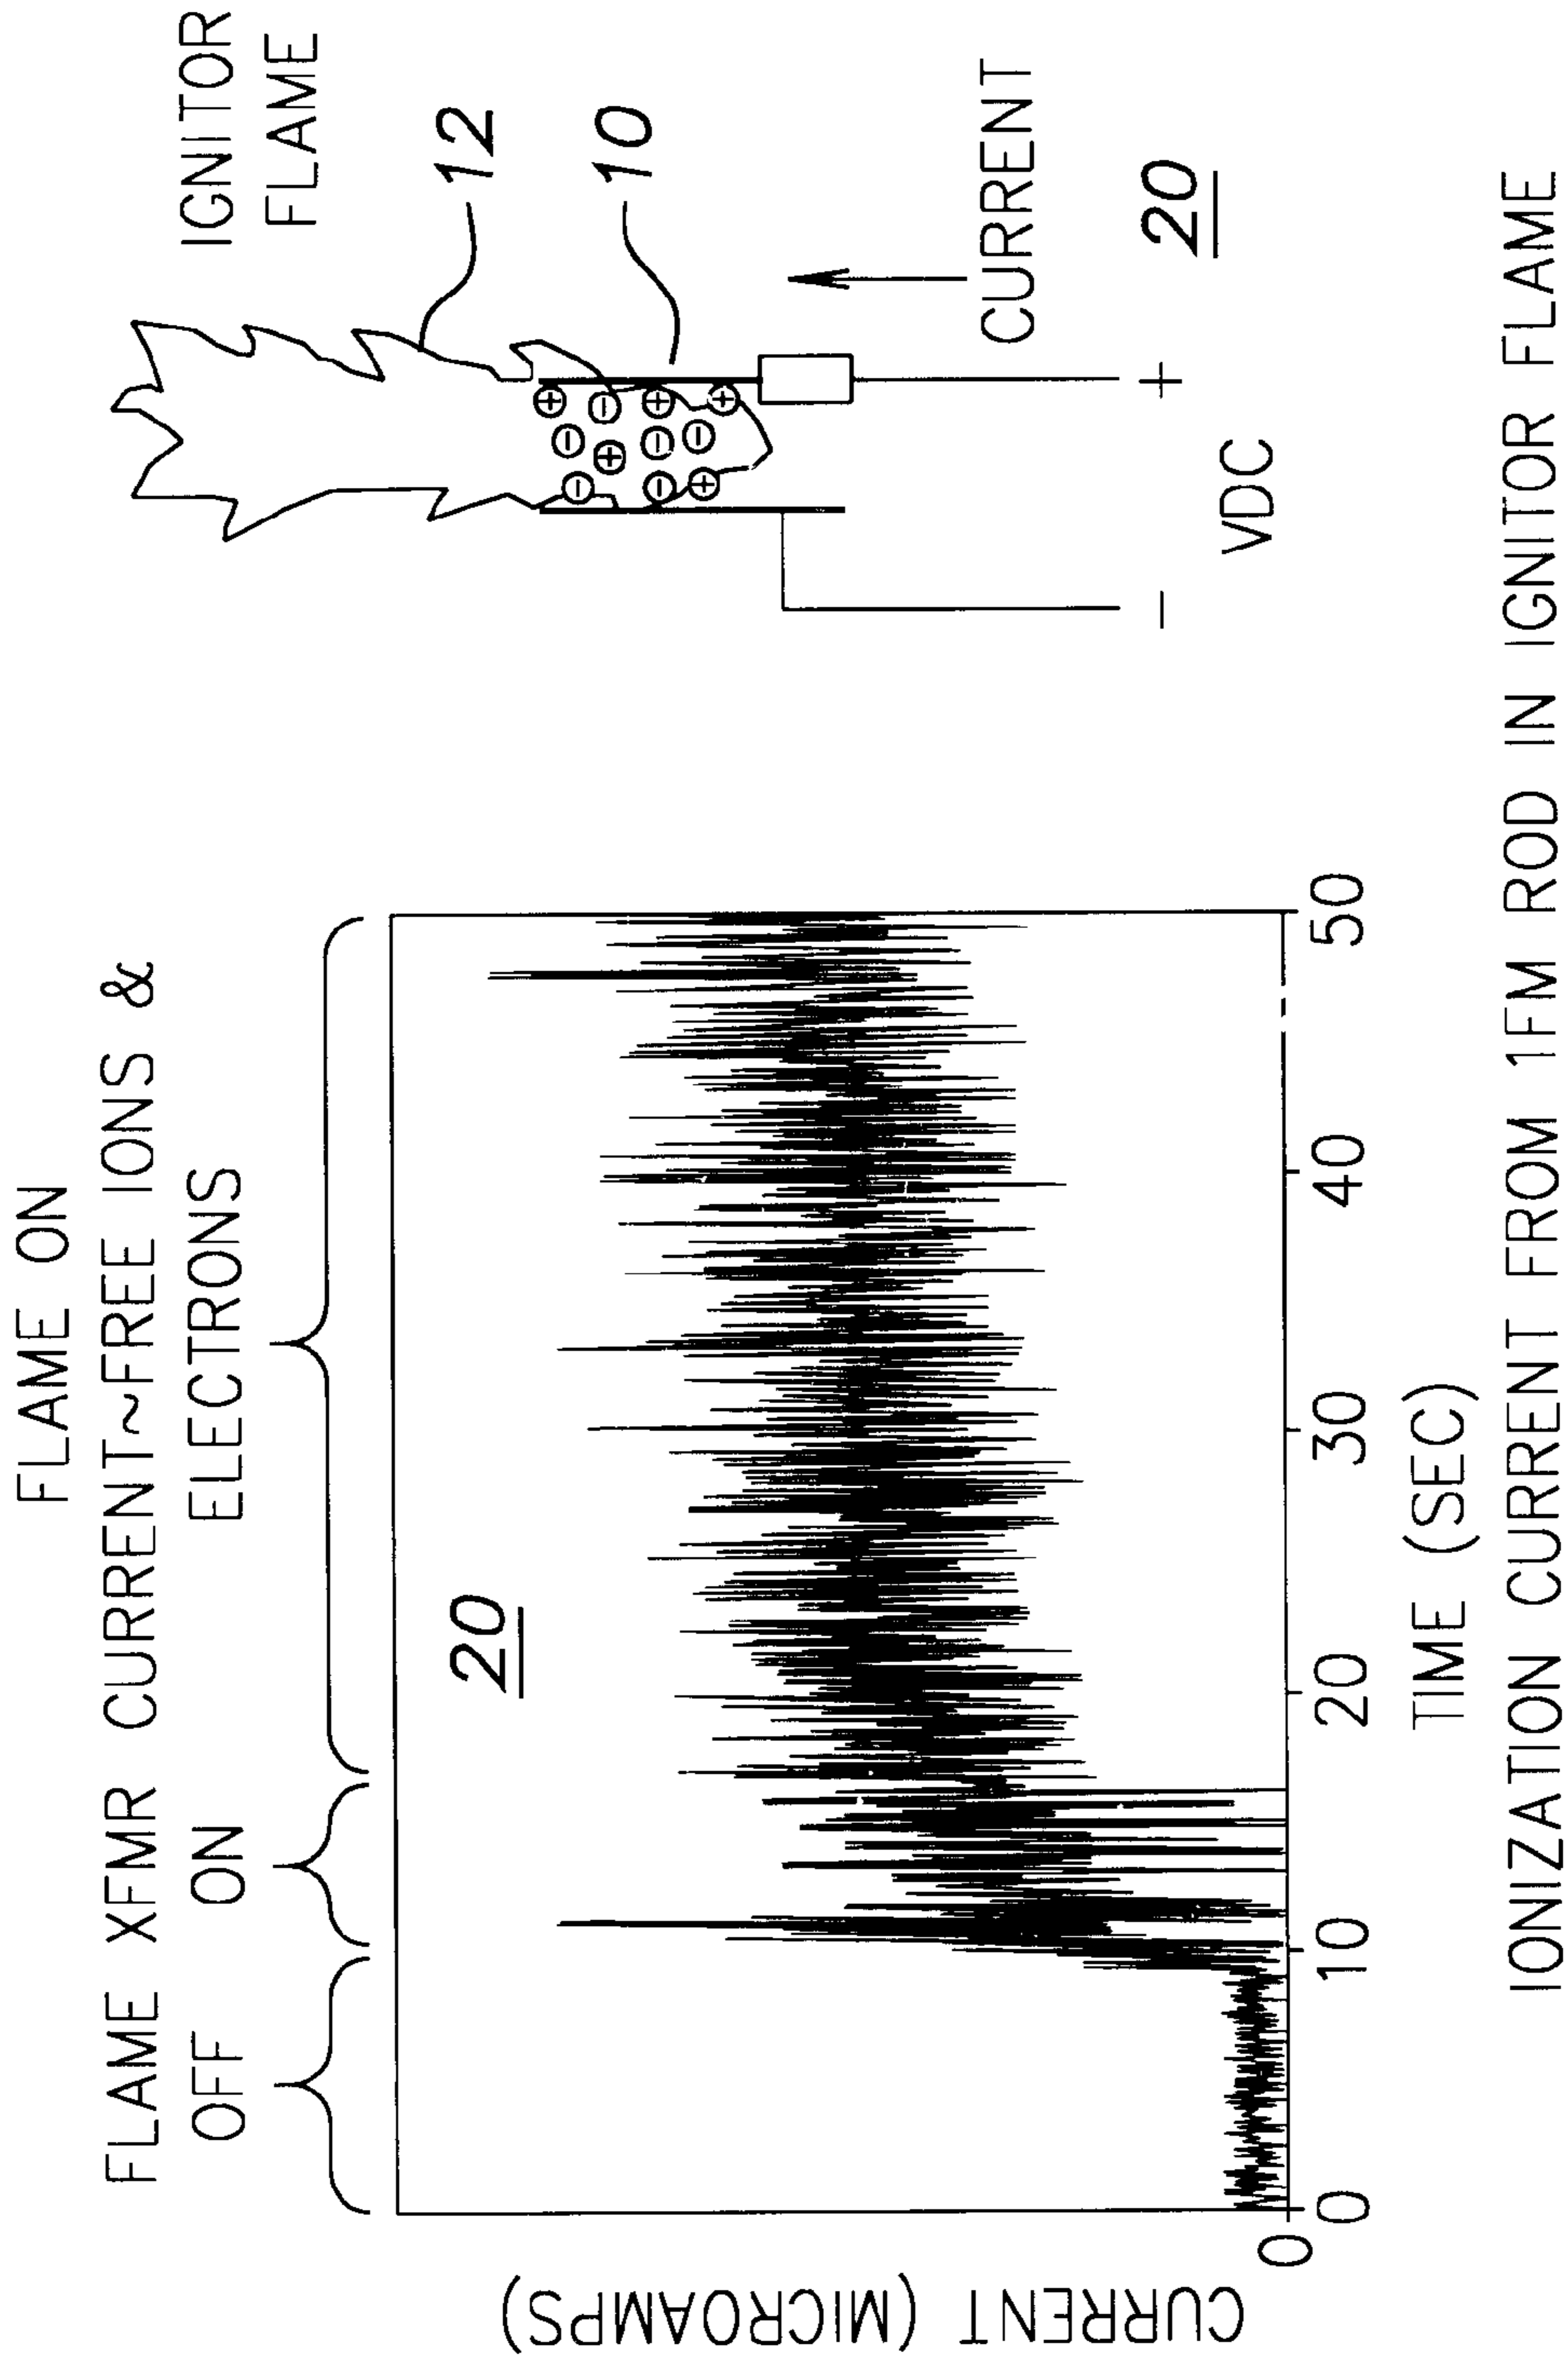 FLAME ON
FLAME XFMR CURRENT~FREE IONS &
OFF ON ELECTRONS
20
CURRENT (MICROAMPS)
0
0 10 20 30 40 50
TIME (SEC)
IGNITOR
FLAME
12
10
CURRENT
- +
VDC
20
IONIZATION CURRENT FROM 1FM ROD IN IGNITOR FLAME